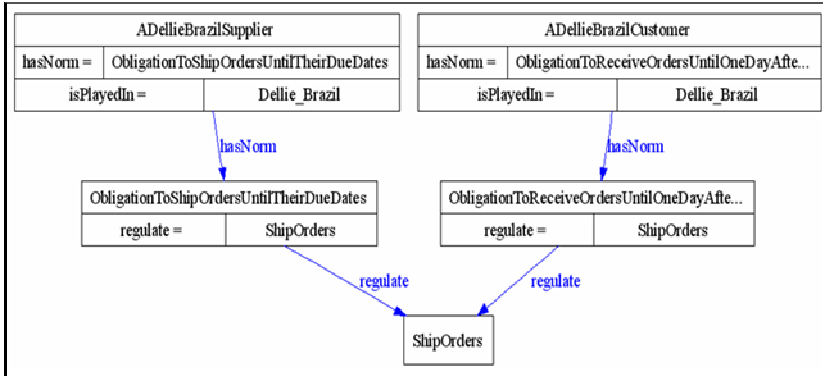 ADellieBrazilSupplier
hasNorm = ObligationToShipOrdersUntilTheirDueDates
isPlayedIn = Dellie_Brazil
ADellieBrazilCustomer
hasNorm = ObligationToReceiveOrdersUntilOneDayAfte...
isPlayedIn = Dellie_Brazil
hasNorm
hasNorm
ObligationToShipOrdersUntilTheirDueDates
regulate = ShipOrders
ObligationToReceiveOrdersUntilOneDayAfte...
regulate = ShipOrders
regulate
regulate
ShipOrders